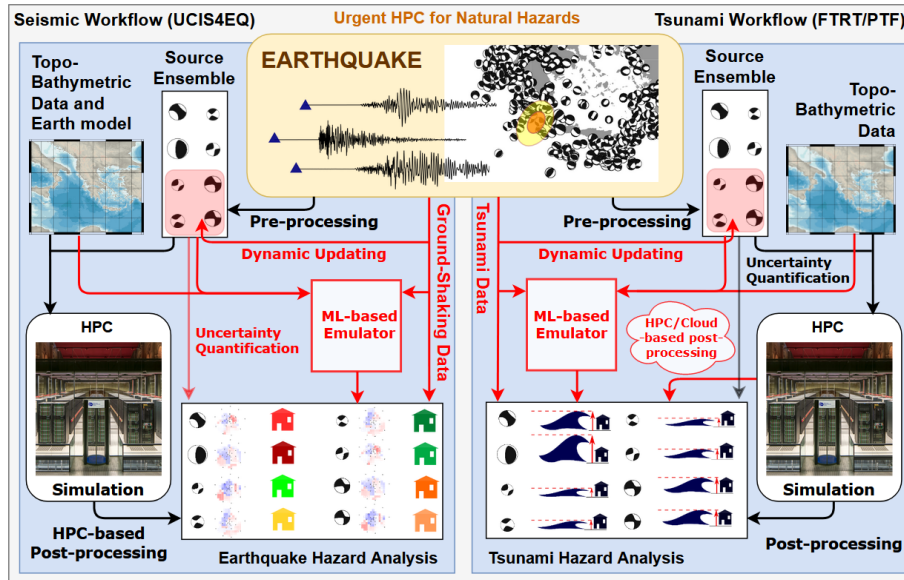 Seismic Workflow (UCIS4EQ)
Urgent HPC for Natural Hazards
Tsunami Workflow (FTRT/PTF)
Topo-
Bathymetric
Data and
Earth model
Source
Ensemble
EARTHQUAKE
Source
Ensemble
Topo-
Bathymetric
Data
Pre-processing
Pre-processing
Dynamic Updating
Ground-Shaking Data
Tsunami Data
Dynamic Updating
Uncertainty
Quantification
ML-based
Emulator
Uncertainty
Quantification
ML-based
Emulator
HPC/Cloud
-based post-
processing
HPC
Simulation
HPC
Simulation
HPC-based
Post-processing
Earthquake Hazard Analysis
Tsunami Hazard Analysis
Post-processing